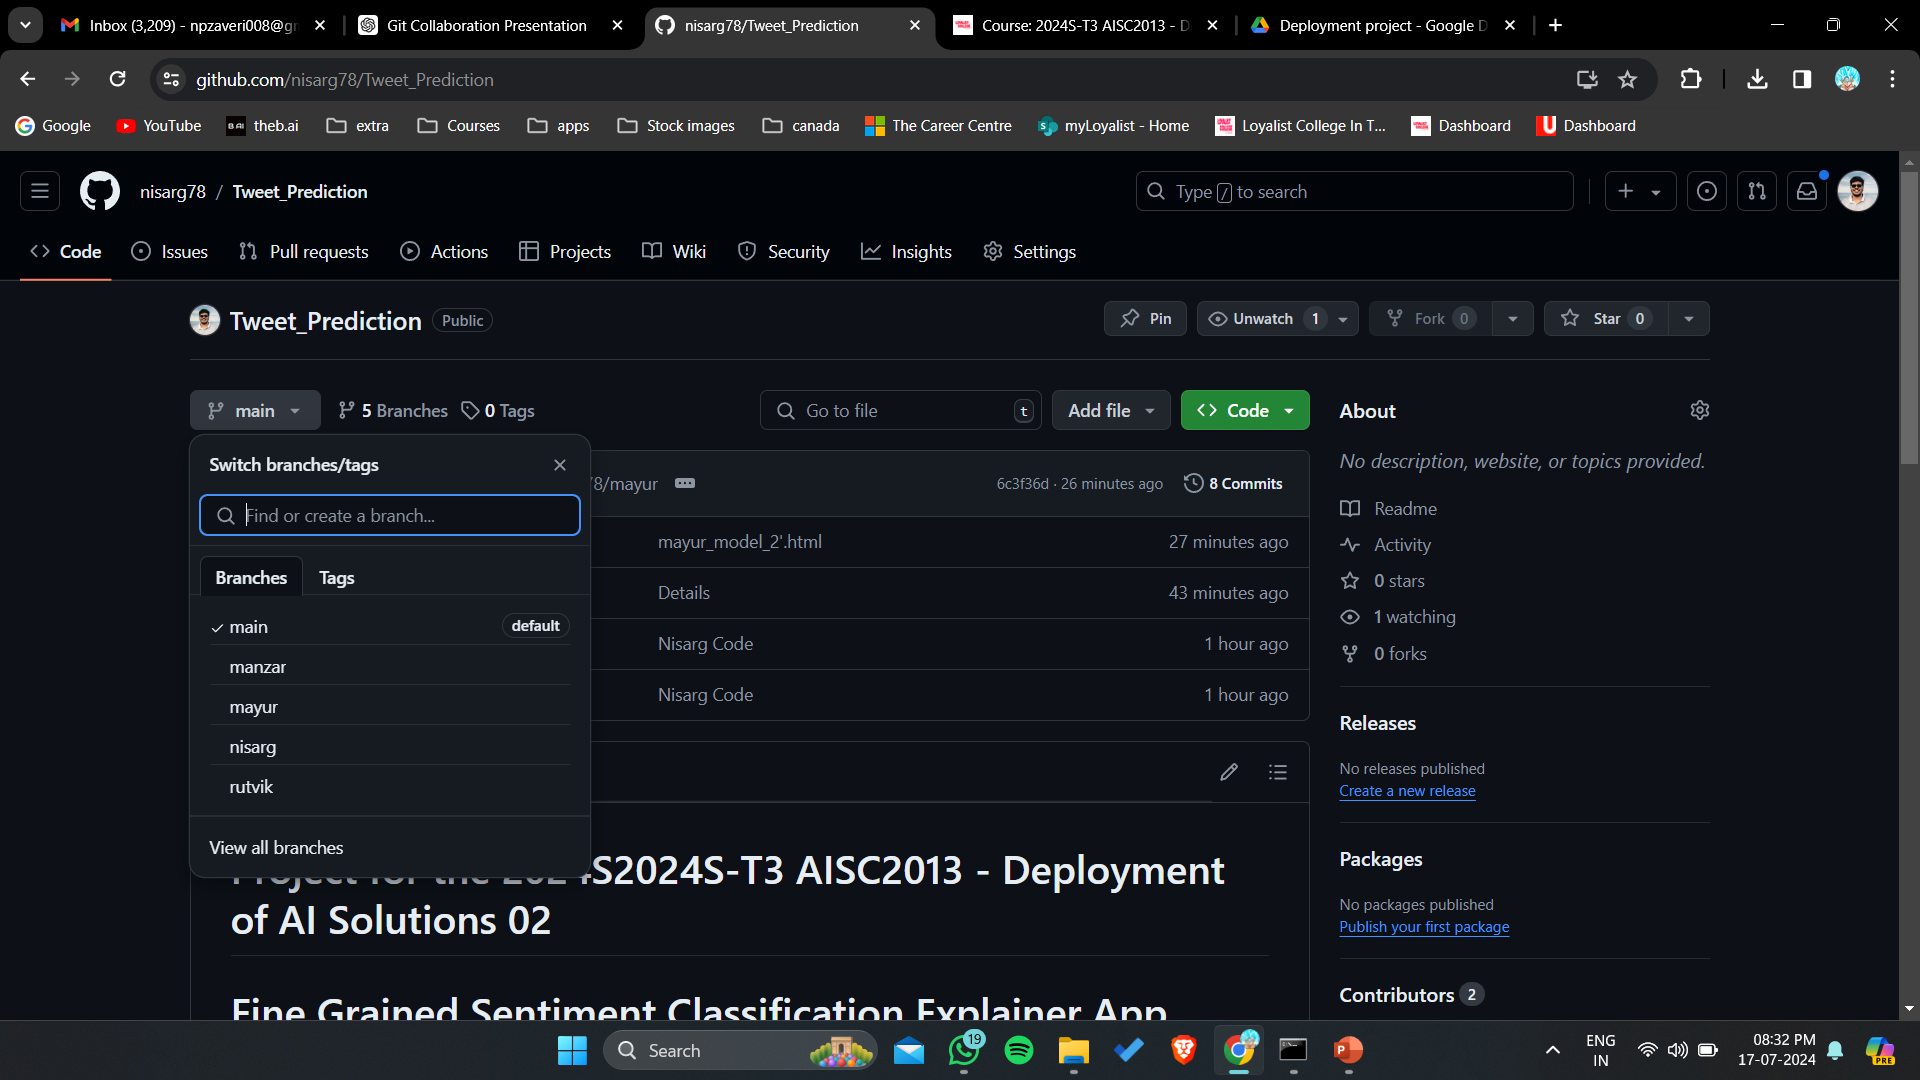 Inbox (3,209) - npzaveri008@gn
Git Collaboration Presentation
nisarg78/Tweet_Prediction
Course: 2024S-T3 AISC2013 - D
Deployment project - Google D
github.com/nisarg78/Tweet_Prediction
Google
YouTube
B AI
theb.ai
extra
Courses
apps
Stock images
canada
The Career Centre
myLoyalist - Home
Loyalist College In T...
Dashboard
Dashboard
nisarg78 / Tweet_Prediction
Type / to search
Code
Issues
Pull requests
Actions
Projects
Wiki
Security
Insights
Settings
Tweet_Prediction Public
Pin
Unwatch 1
Fork 0
Star 0
main
5 Branches
0 Tags
Go to file
t
Add file
Code
Switch branches/tags
Find or create a branch...
Branches
Tags
main default
manzar
mayur
nisarg
rutvik
View all branches
/mayur
6c3f36d · 26 minutes ago
8 Commits
mayur_model_2'.html 27 minutes ago
Details 43 minutes ago
Nisarg Code 1 hour ago
Nisarg Code 1 hour ago
Project for the 2024S2024S-T3 AISC2013 - Deployment
of AI Solutions 02
Fine Grained Sentiment Classification Explainer App
About
No description, website, or topics provided.
Readme
Activity
0 stars
1 watching
0 forks
Releases
No releases published
Create a new release
Packages
No packages published
Publish your first package
Contributors 2
Search
19
P
PRE
ENG
IN
08:32 PM
17-07-2024